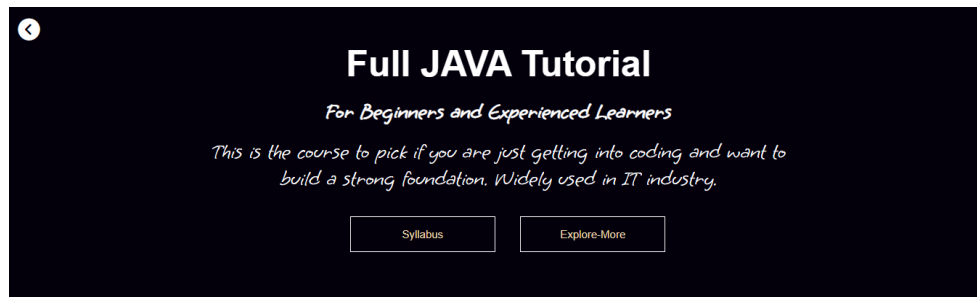 Full JAVA Tutorial
For Beginners and Experienced Learners
This is the course to pick if you are just getting into coding and want to
build a strong foundation. Widely used in IT industry.
Syllabus
Explore-More